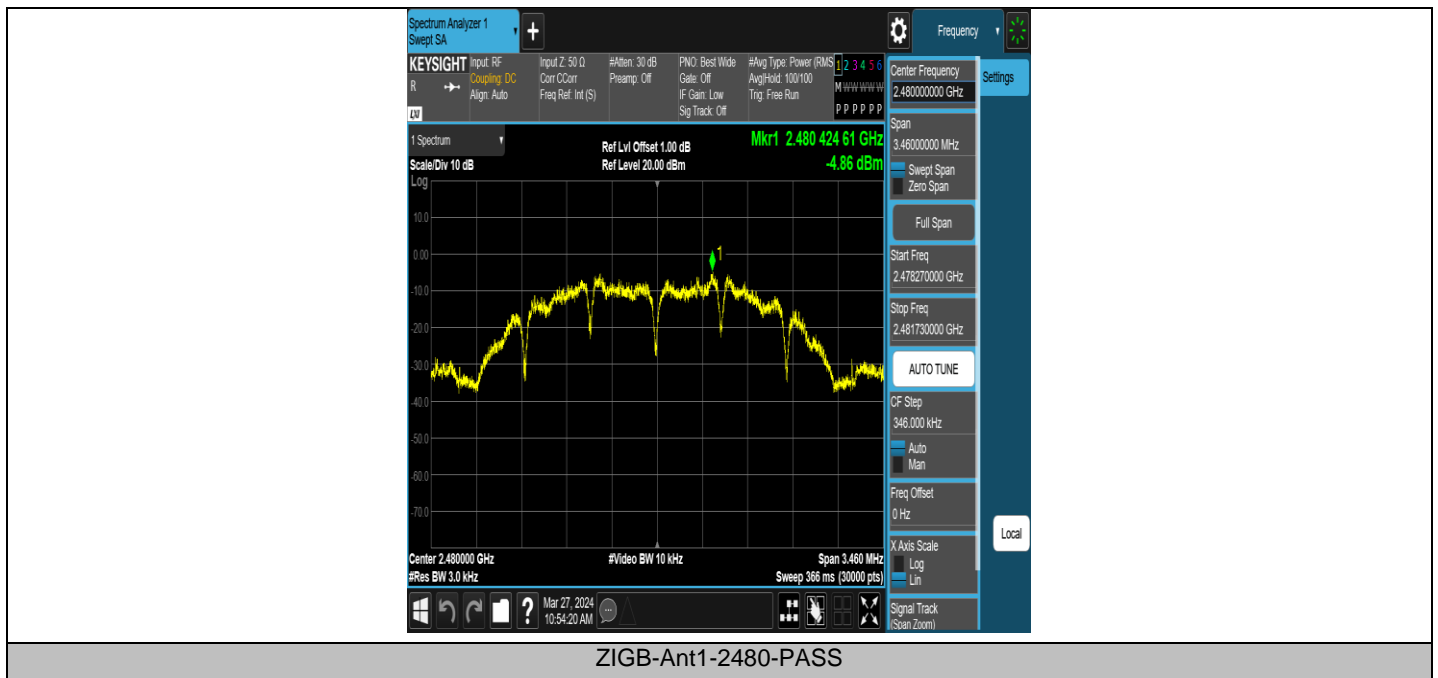 Spectrum Analyzer 1
Swept SA
Frequency
KEYSIGHT
R
LXI
Input: RF
Coupling: DC
Align: Auto
Input Z: 50 Ω
Corr CCorr
Freq Ref: Int (S)
#Atten: 30 dB
Preamp: Off
PNO: Best Wide
Gate: Off
IF Gain: Low
Sig Track: Off
#Avg Type: Power (RMS
Avg|Hold: 100/100
Trig: Free Run
1 2 3 4 5 6
M W W W W W
P P P P P P
1 Spectrum
Scale/Div 10 dB
Log
Ref Lvl Offset 1.00 dB
Ref Level 20.00 dBm
Mkr1 2.480 424 61 GHz
-4.86 dBm
10.0
0.00
-10.0
-20.0
-30.0
-40.0
-50.0
-60.0
-70.0
1
Center 2.480000 GHz
#Res BW 3.0 kHz
#Video BW 10 kHz
Span 3.460 MHz
Sweep 366 ms (30000 pts)
Mar 27, 2024
10:54:20 AM
Center Frequency
2.480000000 GHz
Settings
Span
3.46000000 MHz
Swept Span
Zero Span
Full Span
Start Freq
2.478270000 GHz
Stop Freq
2.481730000 GHz
AUTO TUNE
CF Step
346.000 kHz
Auto
Man
Freq Offset
0 Hz
X Axis Scale
Log
Lin
Local
Signal Track
(Span Zoom)
ZIGB-Ant1-2480-PASS